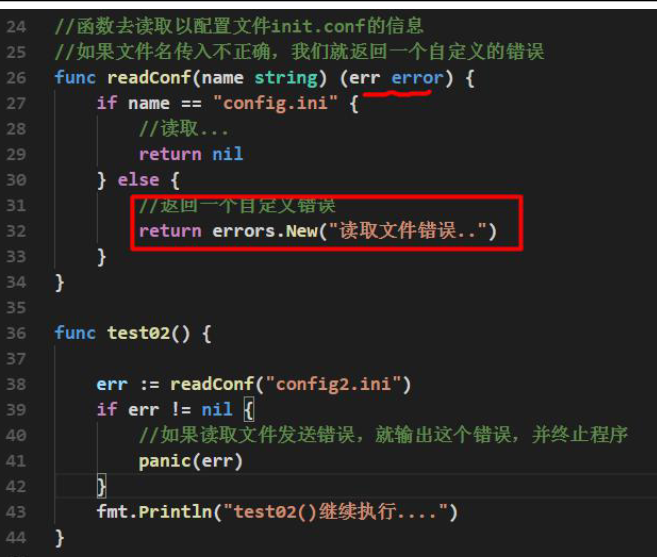 24 //函数去读取以配置文件init.conf的信息
25 //如果文件名传入不正确，我们就返回一个自定义的错误
26 func readConf(name string) (err error) {
27     if name == "config.ini" {
28         //读取...
29         return nil
30     } else {
31         //返回一个自定义错误
32         return errors.New("读取文件错误..")
33     }
34 }
35
36 func test02() {
37
38     err := readConf("config2.ini")
39     if err != nil {
40         //如果读取文件发送错误，就输出这个错误，并终止程序
41         panic(err)
42     }
43     fmt.Println("test02()继续执行....")
44 }